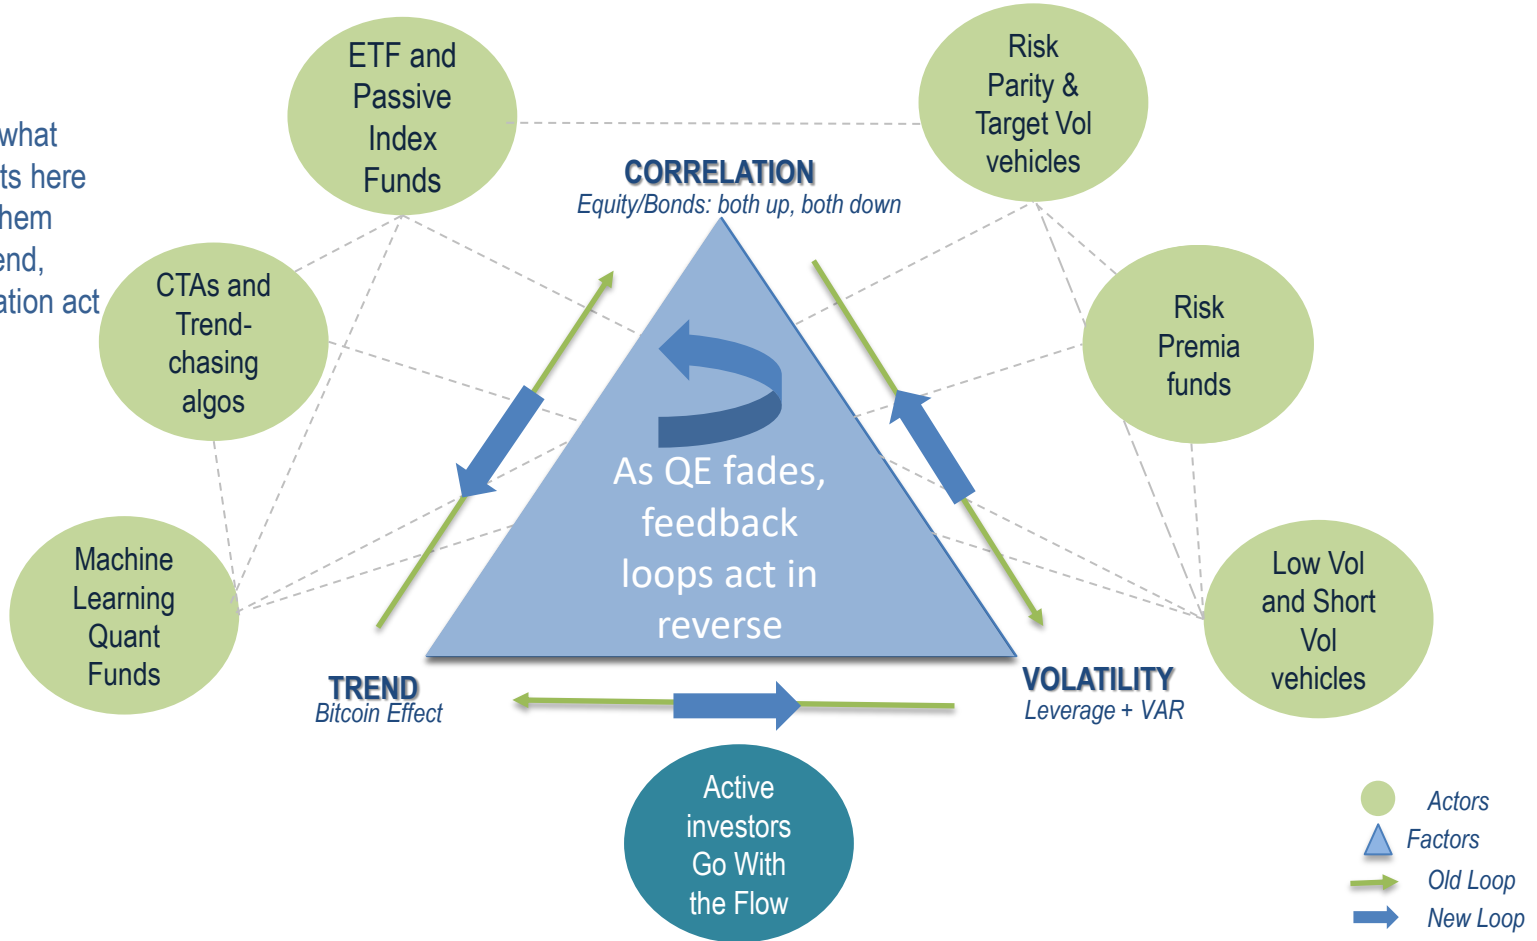 what
ts here
hem
end,
ation act
ETF and
Passive
Index
Funds
Risk
Parity &
Target Vol
vehicles
CORRELATION
Equity/Bonds: both up, both down
CTAs and
Trend-
chasing
algos
Risk
Premia
funds
As QE fades,
feedback
loops act in
reverse
Machine
Learning
Quant
Funds
Low Vol
and Short
Vol
vehicles
TREND
Bitcoin Effect
VOLATILITY
Leverage + VAR
Active
investors
Go With
the Flow
Actors
Factors
Old Loop
New Loop